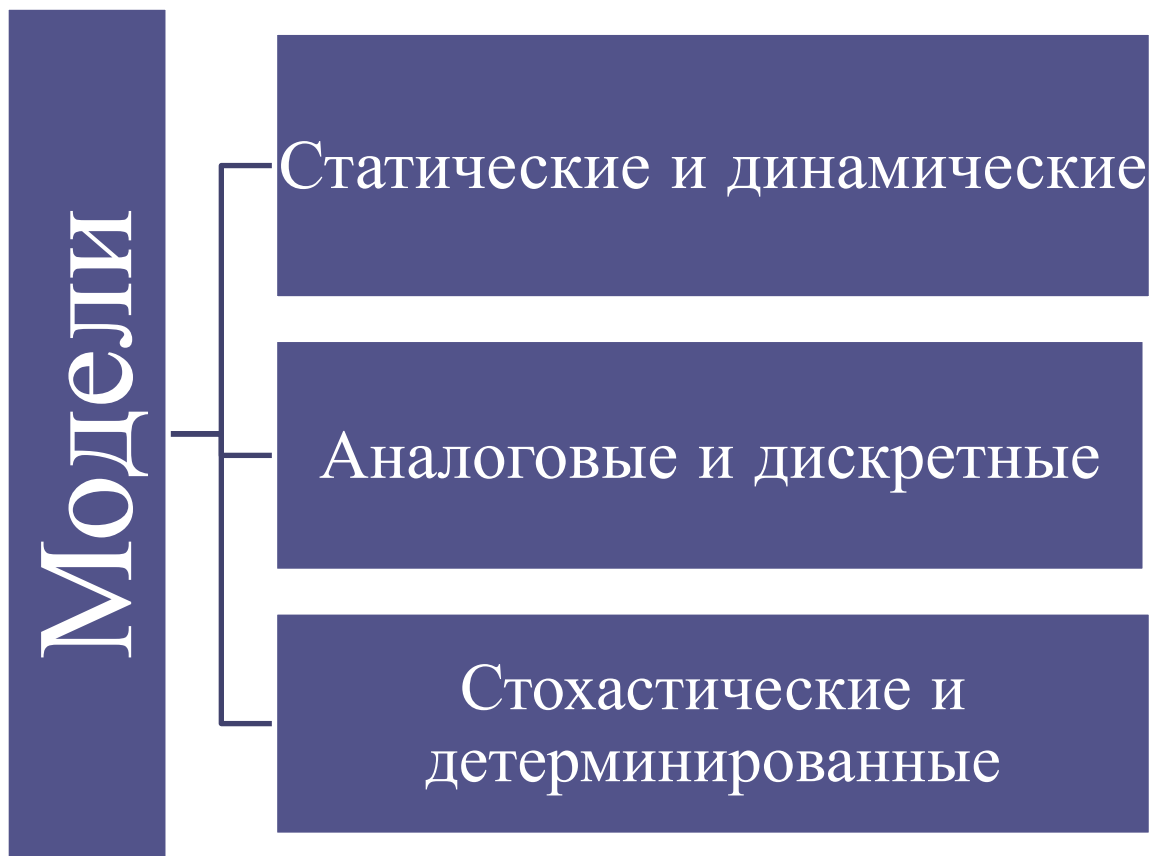 Модели
Статические и динамические
Аналоговые и дискретные
Стохастические и
детерминированные